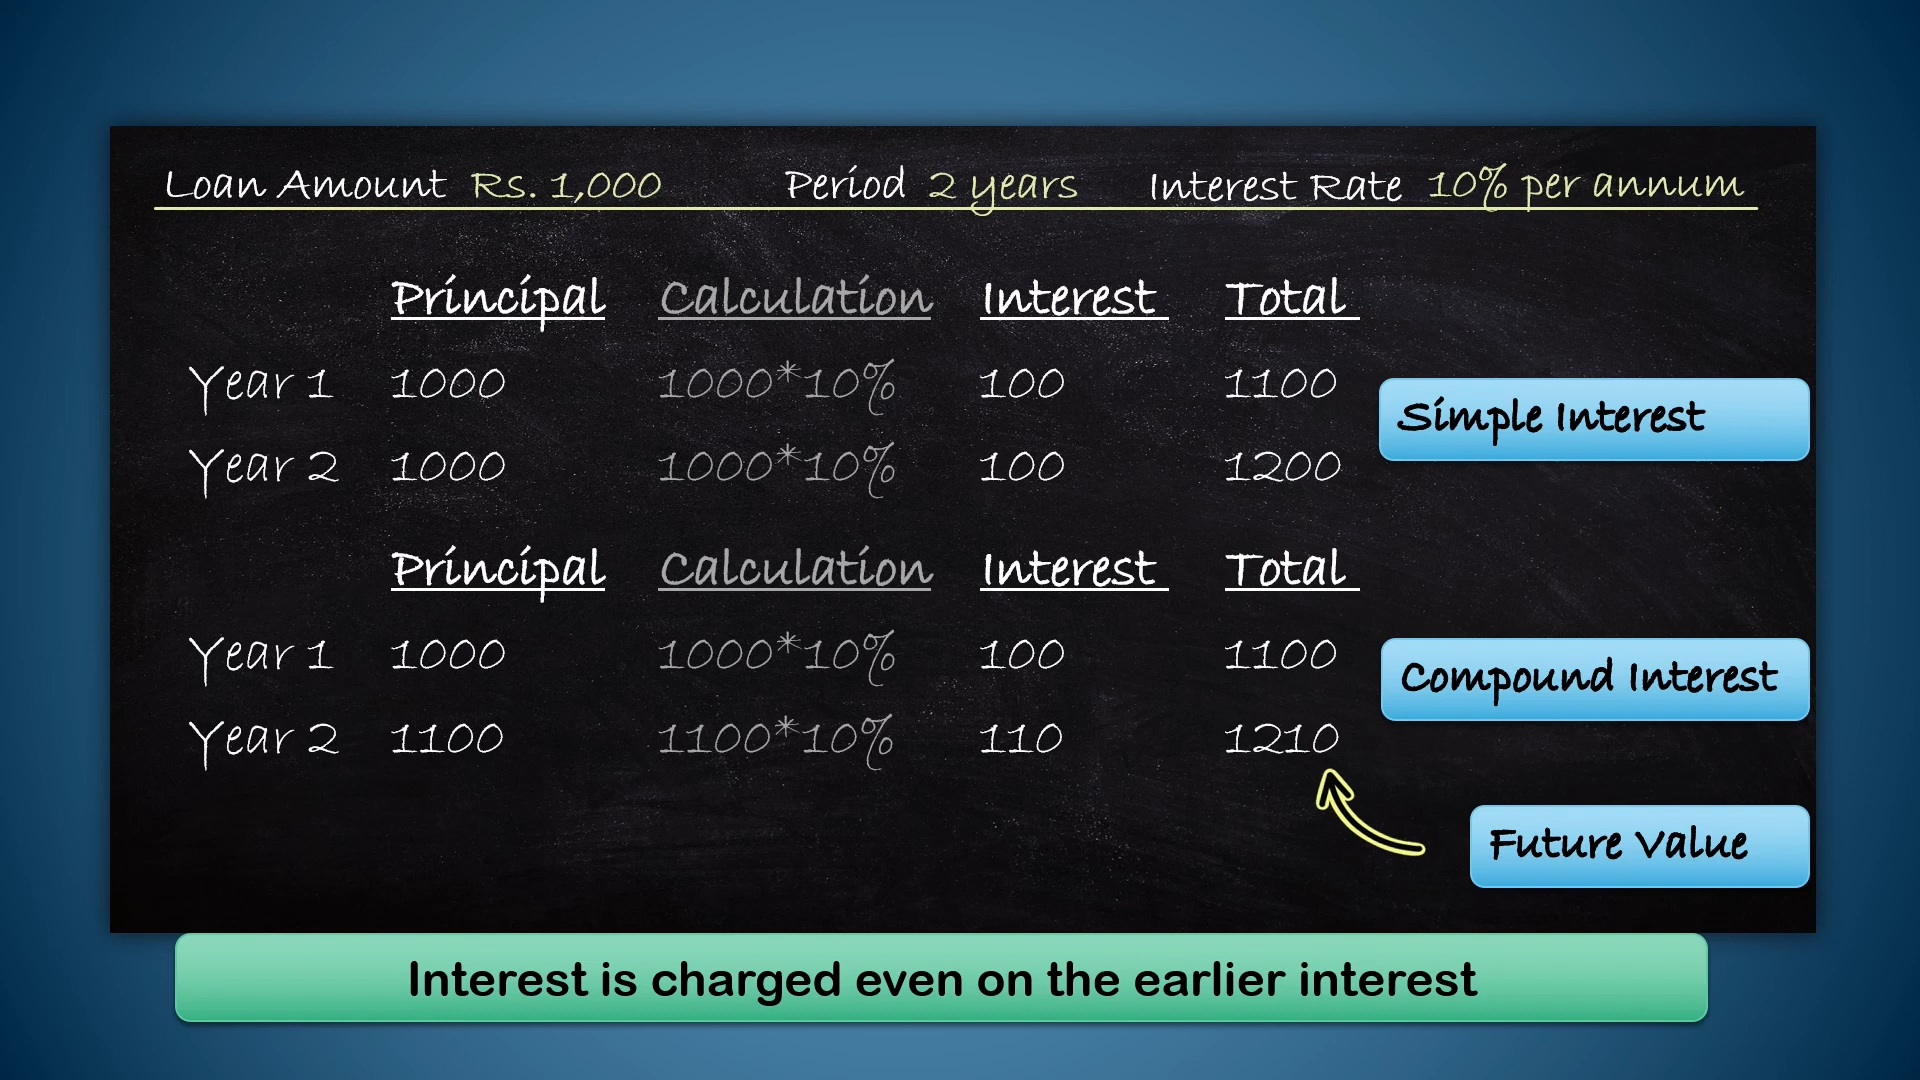 Loan Amount Rs. 1,000 Period 2 years Interest Rate 10% per annum
Principal Calculation Interest Total
Year 1 1000 1000*10% 100 1100
Simple Interest
Year 2 1000 1000*10% 100 1200
Principal Calculation Interest Total
Year 1 1000 1000*10% 100 1100
Compound Interest
Year 2 1100 1100*10% 110 1210
Future Value
Interest is charged even on the earlier interest